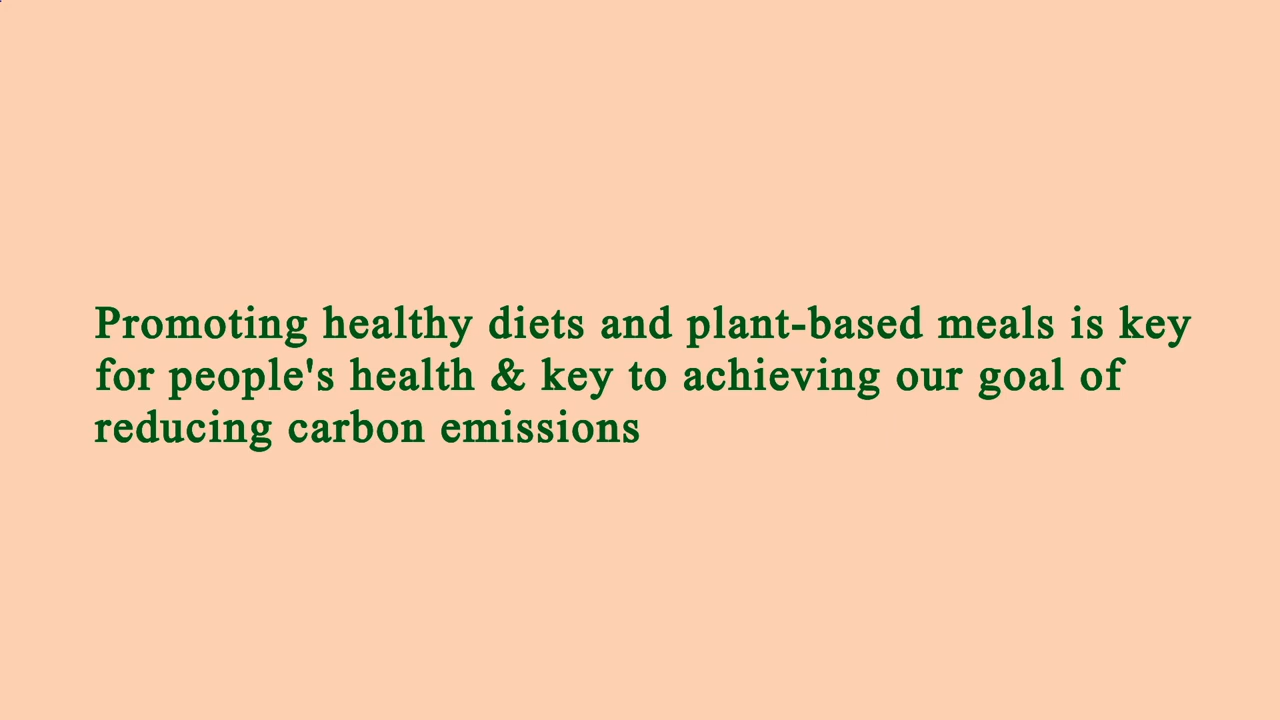 Promoting healthy diets and plant-based meals is key
for people's health & key to achieving our goal of
reducing carbon emissions